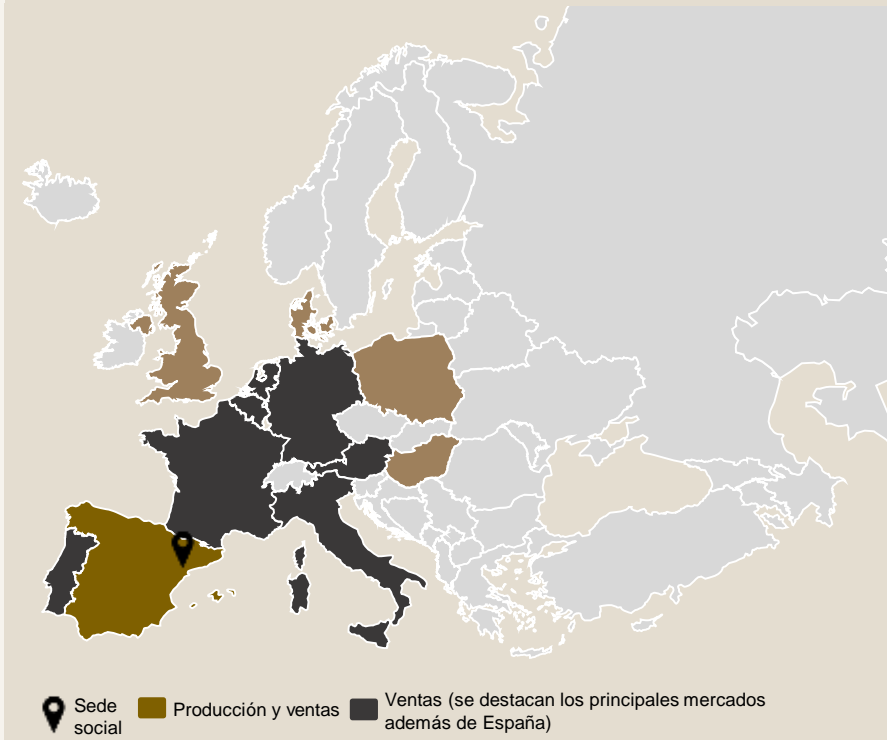 Sede
social
Producción y ventas
Ventas (se destacan los principales mercados
además de España)